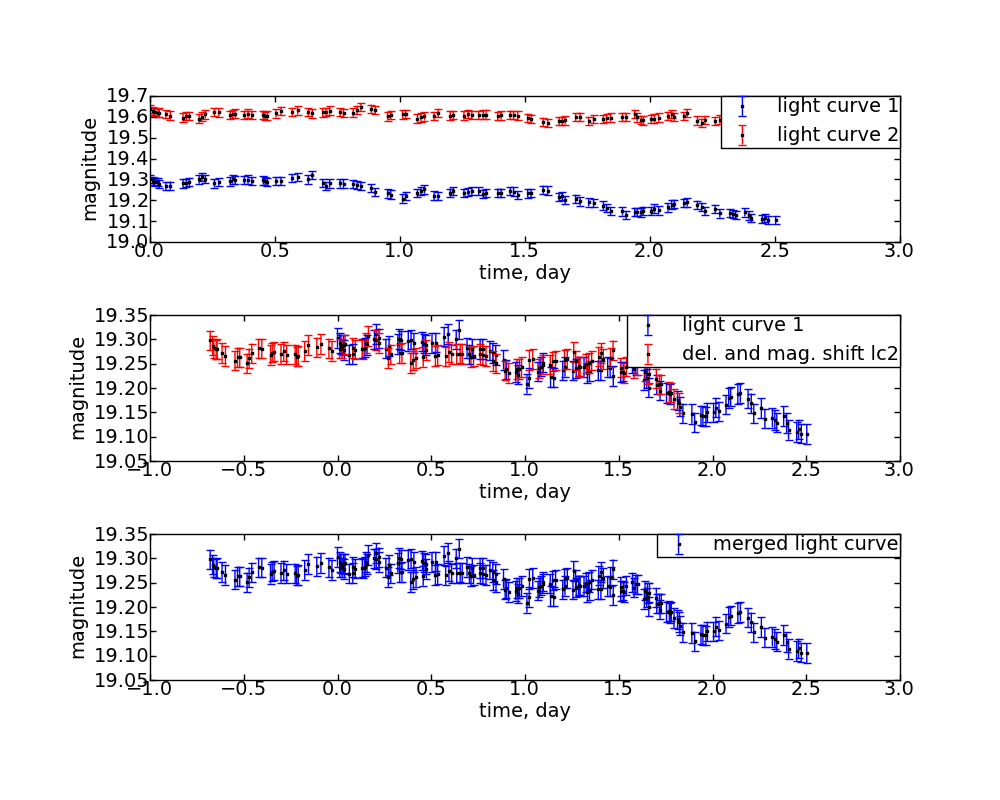 19.7
19.6
19.5
19.4
19.3
19.2
19.1
19.0
magnitude
light curve 1
light curve 2
0.0 0.5 1.0 1.5 2.0 2.5 3.0
time, day
19.35
19.30
19.25
19.20
19.15
19.10
19.05
magnitude
light curve 1
del. and mag. shift lc2
−1.0 −0.5 0.0 0.5 1.0 1.5 2.0 2.5 3.0
time, day
19.35
19.30
19.25
19.20
19.15
19.10
19.05
magnitude
merged light curve
−1.0 −0.5 0.0 0.5 1.0 1.5 2.0 2.5 3.0
time, day